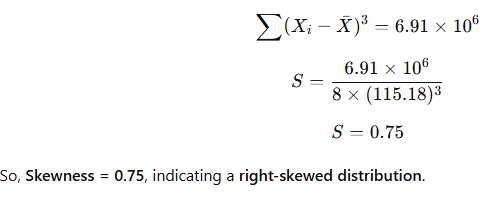 ∑(Xᵢ − X̄)³ = 6.91 × 10⁶
S = 6.91 × 10⁶ / 8 × (115.18)³
S = 0.75
So, Skewness = 0.75, indicating a right-skewed distribution.